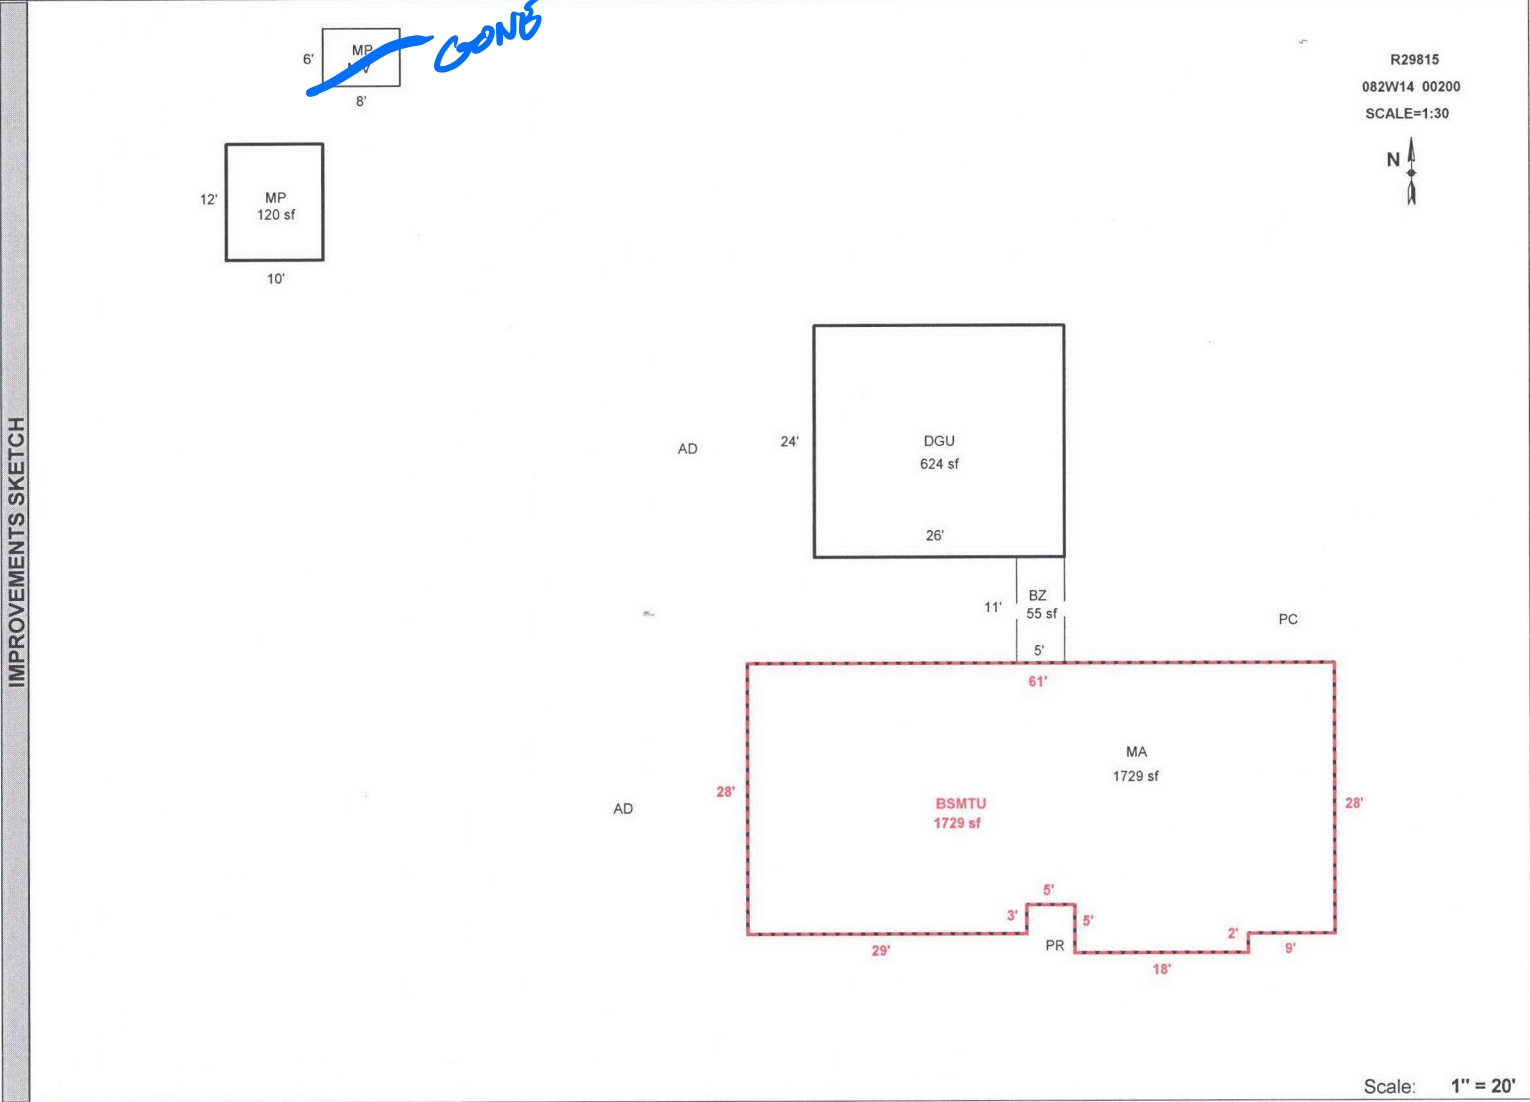 GONE
MP
6'
8'
R29815
082W14 00200
SCALE=1:30
N
12'
MP
120 sf
10'
AD
24'
DGU
624 sf
26'
11'
BZ
55 sf
5'
PC
61'
MA
1729 sf
28'
BSMTU
1729 sf
28'
AD
5'
3'
5'
PR
2'
29'
18'
9'
IMPROVEMENTS SKETCH
Scale: 1" = 20'